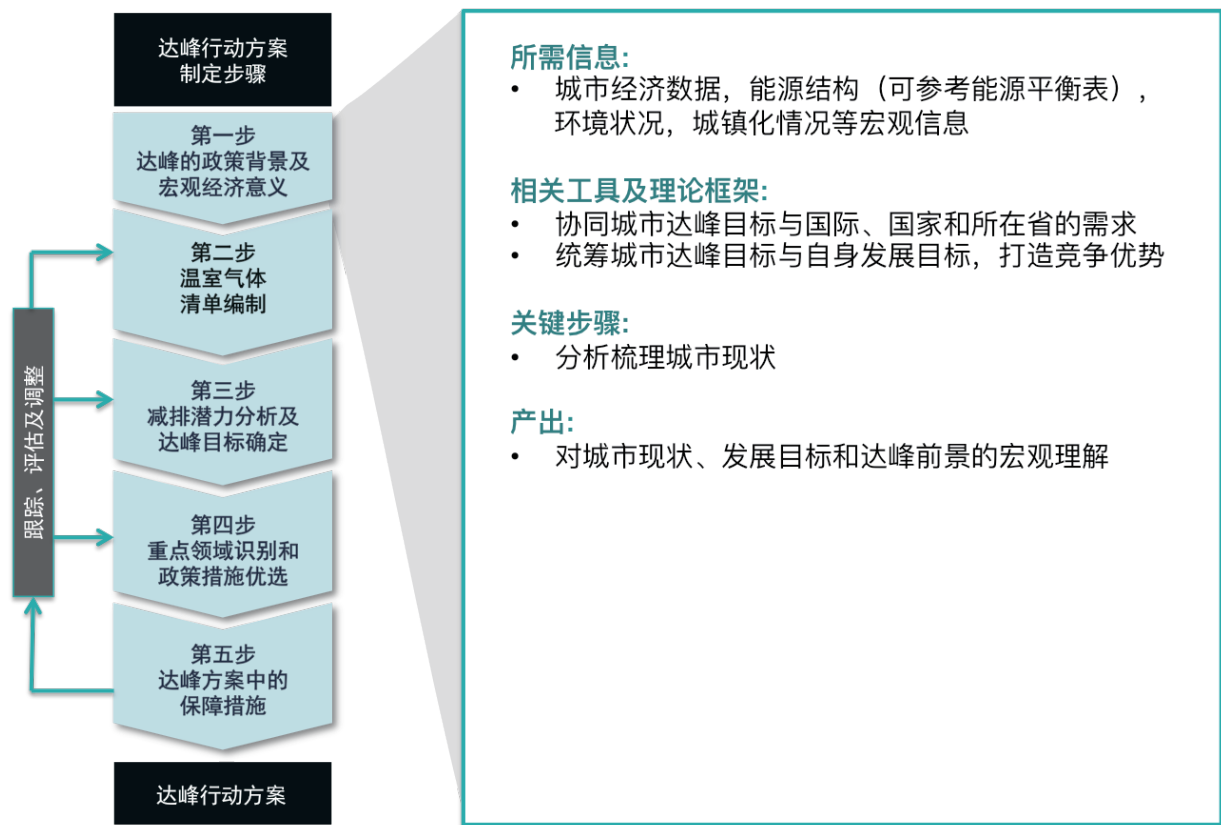 达峰行动方案
制定步骤
第一步
达峰的政策背景及
宏观经济意义
第二步
温室气体
清单编制
第三步
减排潜力分析及
达峰目标确定
第四步
重点领域识别和
政策措施优选
第五步
达峰方案中的
保障措施
达峰行动方案
跟踪、评估及调整
所需信息:
• 城市经济数据，能源结构（可参考能源平衡表），
环境状况，城镇化情况等宏观信息
相关工具及理论框架:
• 协同城市达峰目标与国际、国家和所在省的需求
• 统筹城市达峰目标与自身发展目标，打造竞争优势
关键步骤:
• 分析梳理城市现状
产出:
• 对城市现状、发展目标和达峰前景的宏观理解